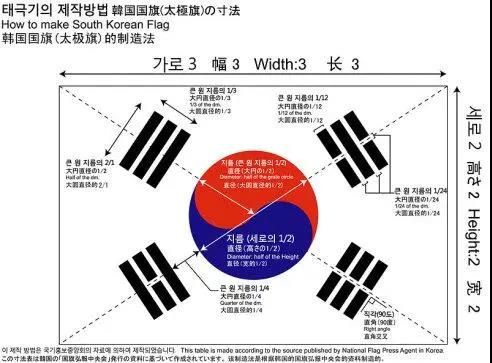 태극기의 제작방법 韓国国旗(太極旗)の寸法
How to make South Korean Flag
韩国国旗(太极旗)的制造法
가로 3 幅 3 Width:3 长 3
큰 원 지름의 1/3
大円直径の1/3
1/3 of the dm.
大圆直径的1/3
큰 원 지름의 1/12
大円直径の1/12
1/12 of the dm.
大圆直径的1/12
큰 원 지름의 2/1
大円直径の1/2
Half of the dm.
大圆直径的2/1
지름 (큰 원 지름의 1/2)
直径(大円の1/2)
Diameter: half of the grate circle
直径(大圆直径的1/2)
큰 원 지름의 1/24
大円直径の1/24
1/24 of the dm.
大圆直径的1/24
세로 2 高さ2 Height:2 宽 2
지름 (세로의 1/2)
直径(高さの1/2)
Diameter: half of the Height
直径(宽的1/2)
큰 원 지름의 1/4
大円直径の1/4
Quarter of the dm.
大圆直径的1/4
직각(90도)
直角(90度)
Right angle
直角交叉
이 제작 방법은 국기홍보중앙회의 자료에 의하여 제작되었습니다. This table is made according to the source published by National Flag Press Agent in Korea.
この寸法表は韓国の「国旗弘報中央会」発行の資料に基づいて作成されています。该制造法是根据韩国的国旗弘报中央会的资料制造的.